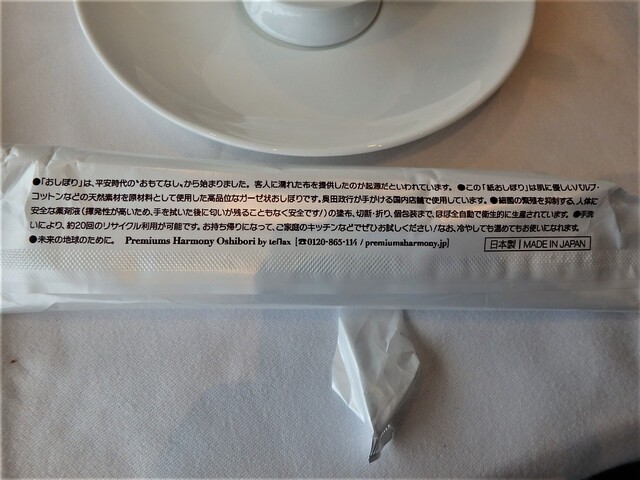 ●「おしぼり」は、平安時代の"おもてなし"から始まりました。客人に濡れた布を提供したのが起源だといわれています。●この「紙おしぼり」は肌に優しいパルプ・
コットンなどの天然素材を原材料として使用した高品位なガーゼ状おしぼりです。真田政行が手がける国内店舗で使用しています。●細菌の繁殖を抑制する、人体に
安全な薬剤液(揮発性が高いため、手を拭いた後に匂いが残ることもなく安全です/)の塗布、切断・折り、個包装まで、ほぼ全自動で衛生的に生産されています。●手洗
いにより、約20回のリサイクル利用が可能です。お持ち帰りになって、ご家庭のキッチンなどでぜひお試しください/なお、冷やしても温めてもお使いになれます。
●未来の地球のために。 Premiums Harmony Oshibori by teflax [☎0120-865-114 / premiumsharmony.jp]
日本製 | MADE IN JAPAN